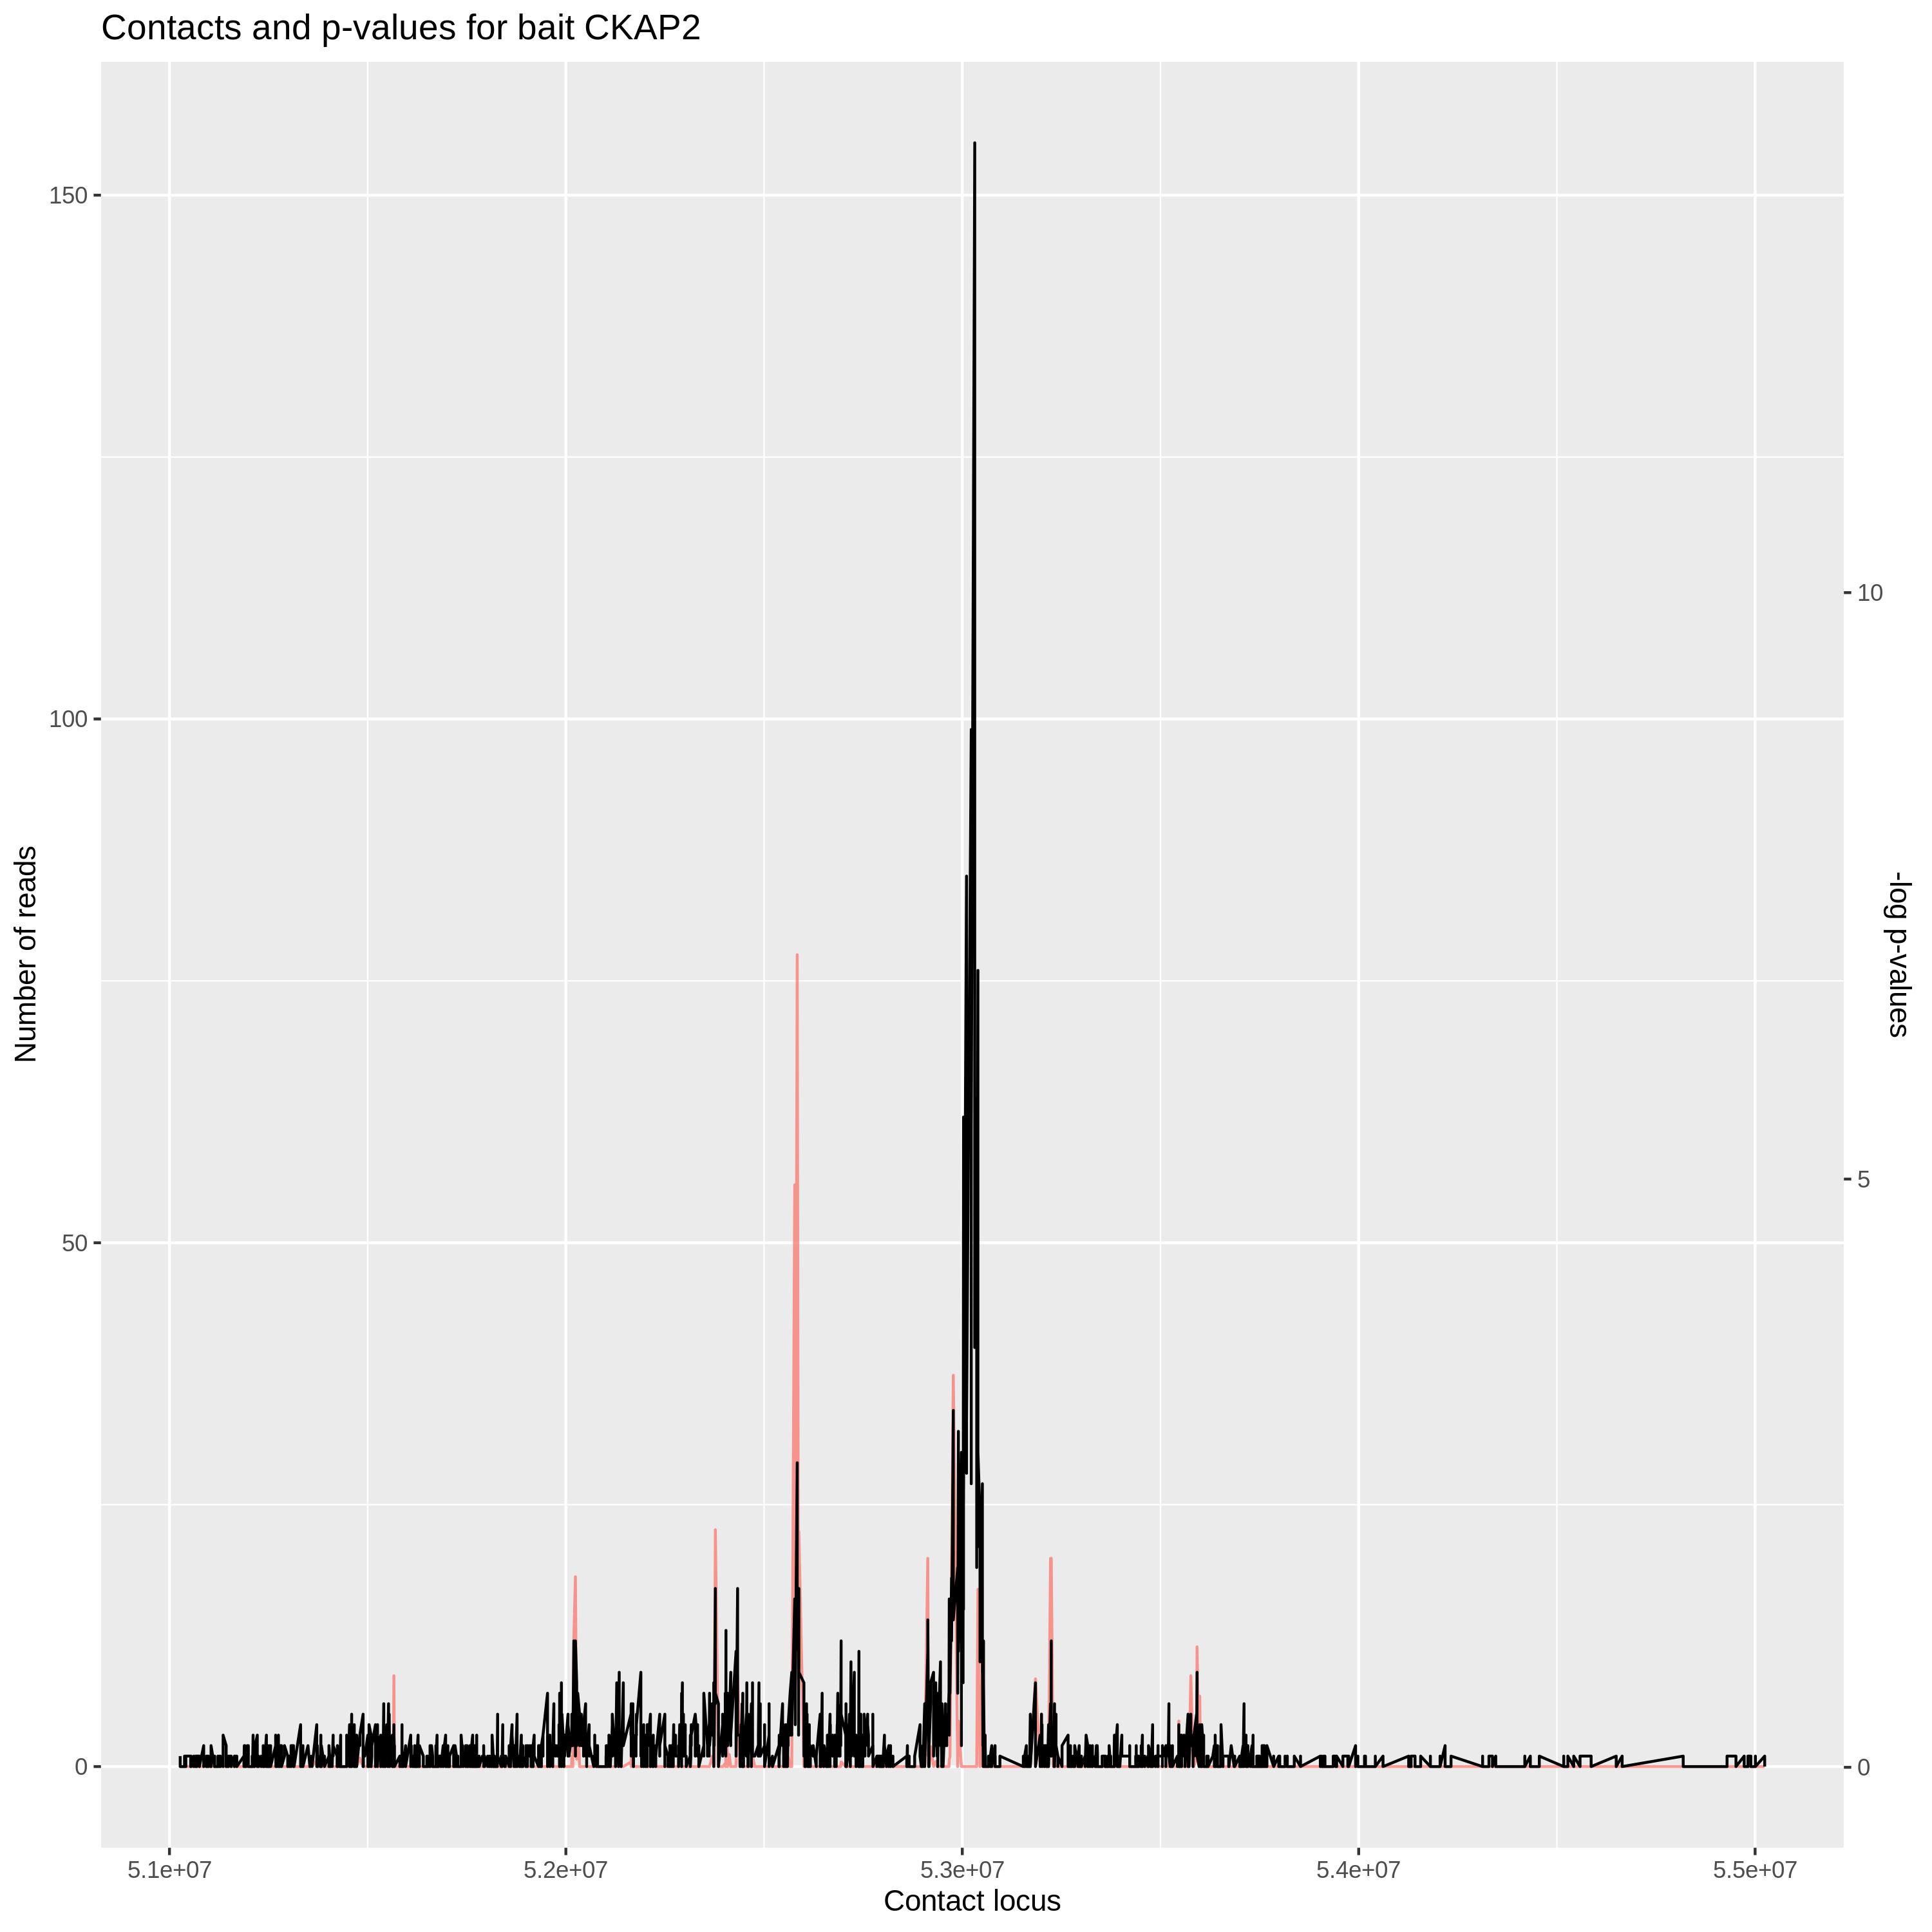 Contacts and p-values for bait CKAP2
150
100
50
0
Number of reads
10
5
0
-log p-values
5.1e+07 5.2e+07 5.3e+07 5.4e+07 5.5e+07
Contact locus